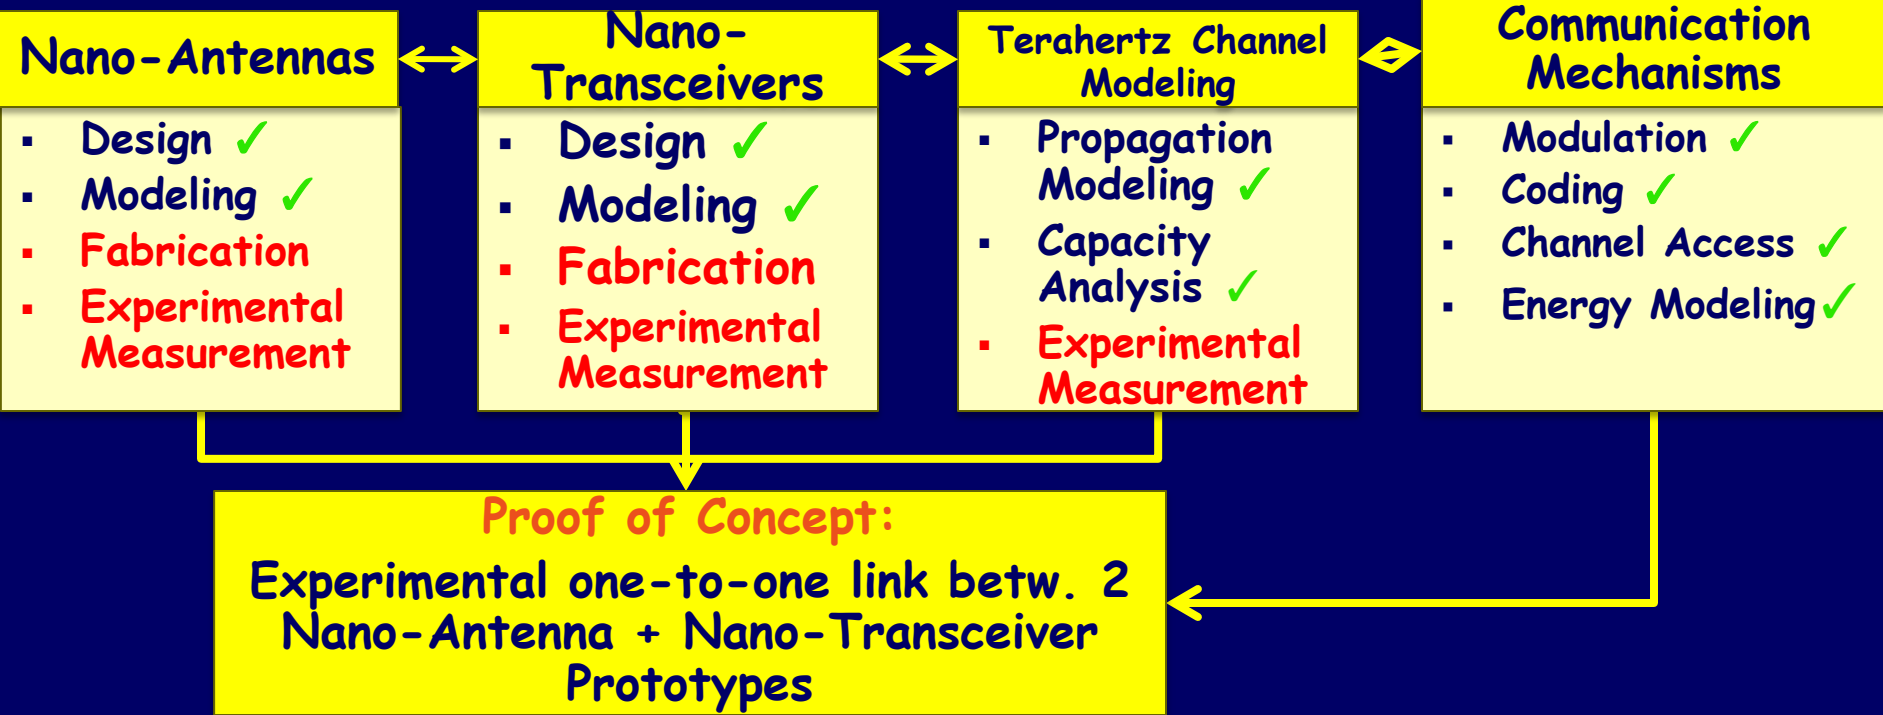 Nano-Antennas
▪ Design ✓
▪ Modeling ✓
▪ Fabrication
▪ Experimental
Measurement
Nano-
Transceivers
▪ Design ✓
▪ Modeling ✓
▪ Fabrication
▪ Experimental
Measurement
Terahertz Channel
Modeling
▪ Propagation
Modeling ✓
▪ Capacity
Analysis ✓
▪ Experimental
Measurement
Communication
Mechanisms
▪ Modulation ✓
▪ Coding ✓
▪ Channel Access ✓
▪ Energy Modeling ✓
Proof of Concept:
Experimental one-to-one link betw. 2
Nano-Antenna + Nano-Transceiver
Prototypes